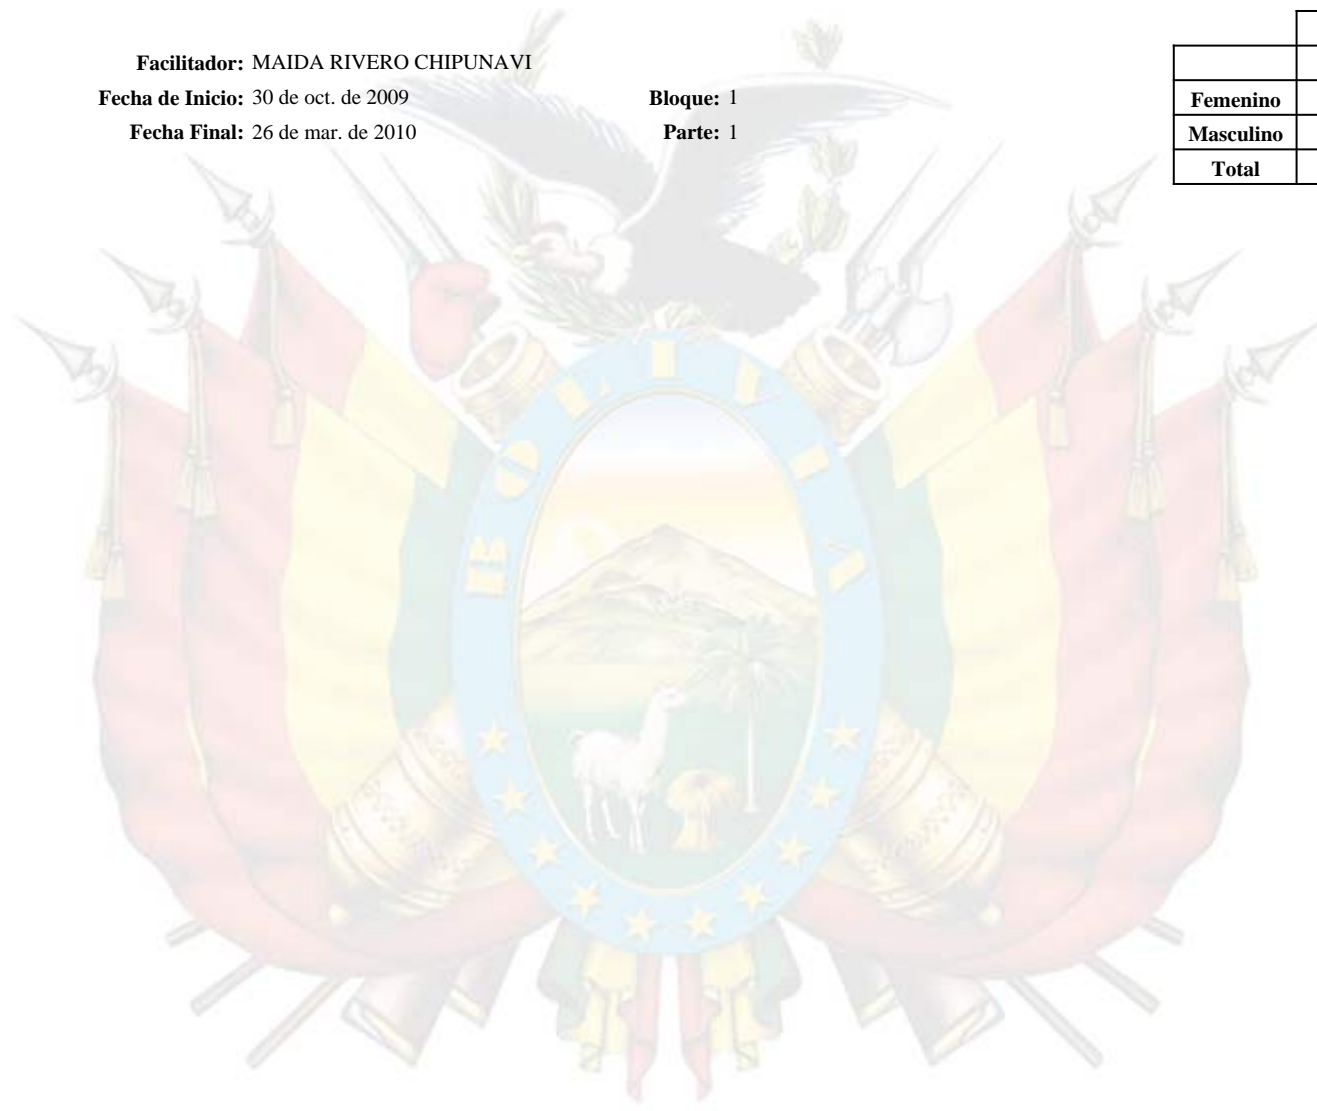 Facilitador: MAIDA RIVERO CHIPUNAVI
Fecha de Inicio: 30 de oct. de 2009 Bloque: 1
Fecha Final: 26 de mar. de 2010 Parte: 1
Femenino
Masculino
Total
BOLIVIA